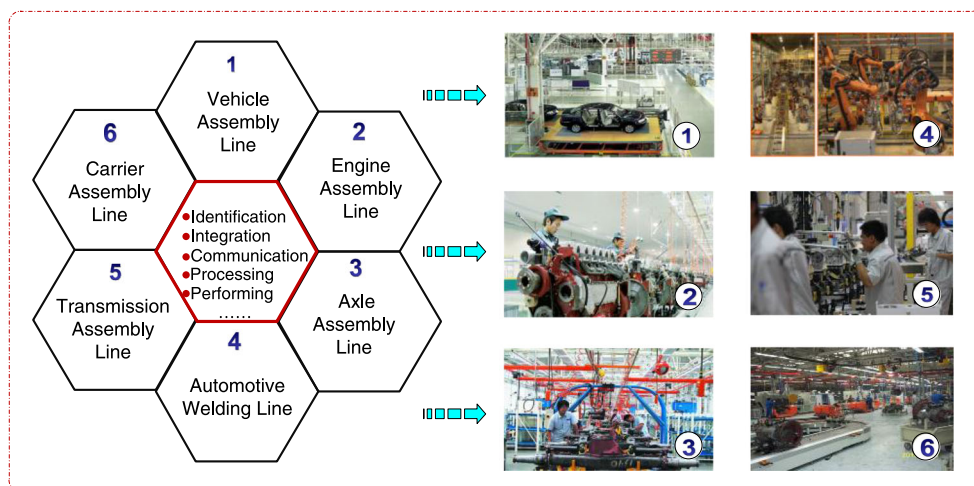 1
Vehicle
Assembly
Line
2
Engine
Assembly
Line
3
Axle
Assembly
Line
4
Automotive
Welding Line
5
Transmission
Assembly
Line
6
Carrier
Assembly
Line
•Identification
•Integration
•Communication
•Processing
•Performing
......
1
4
2
5
3
6